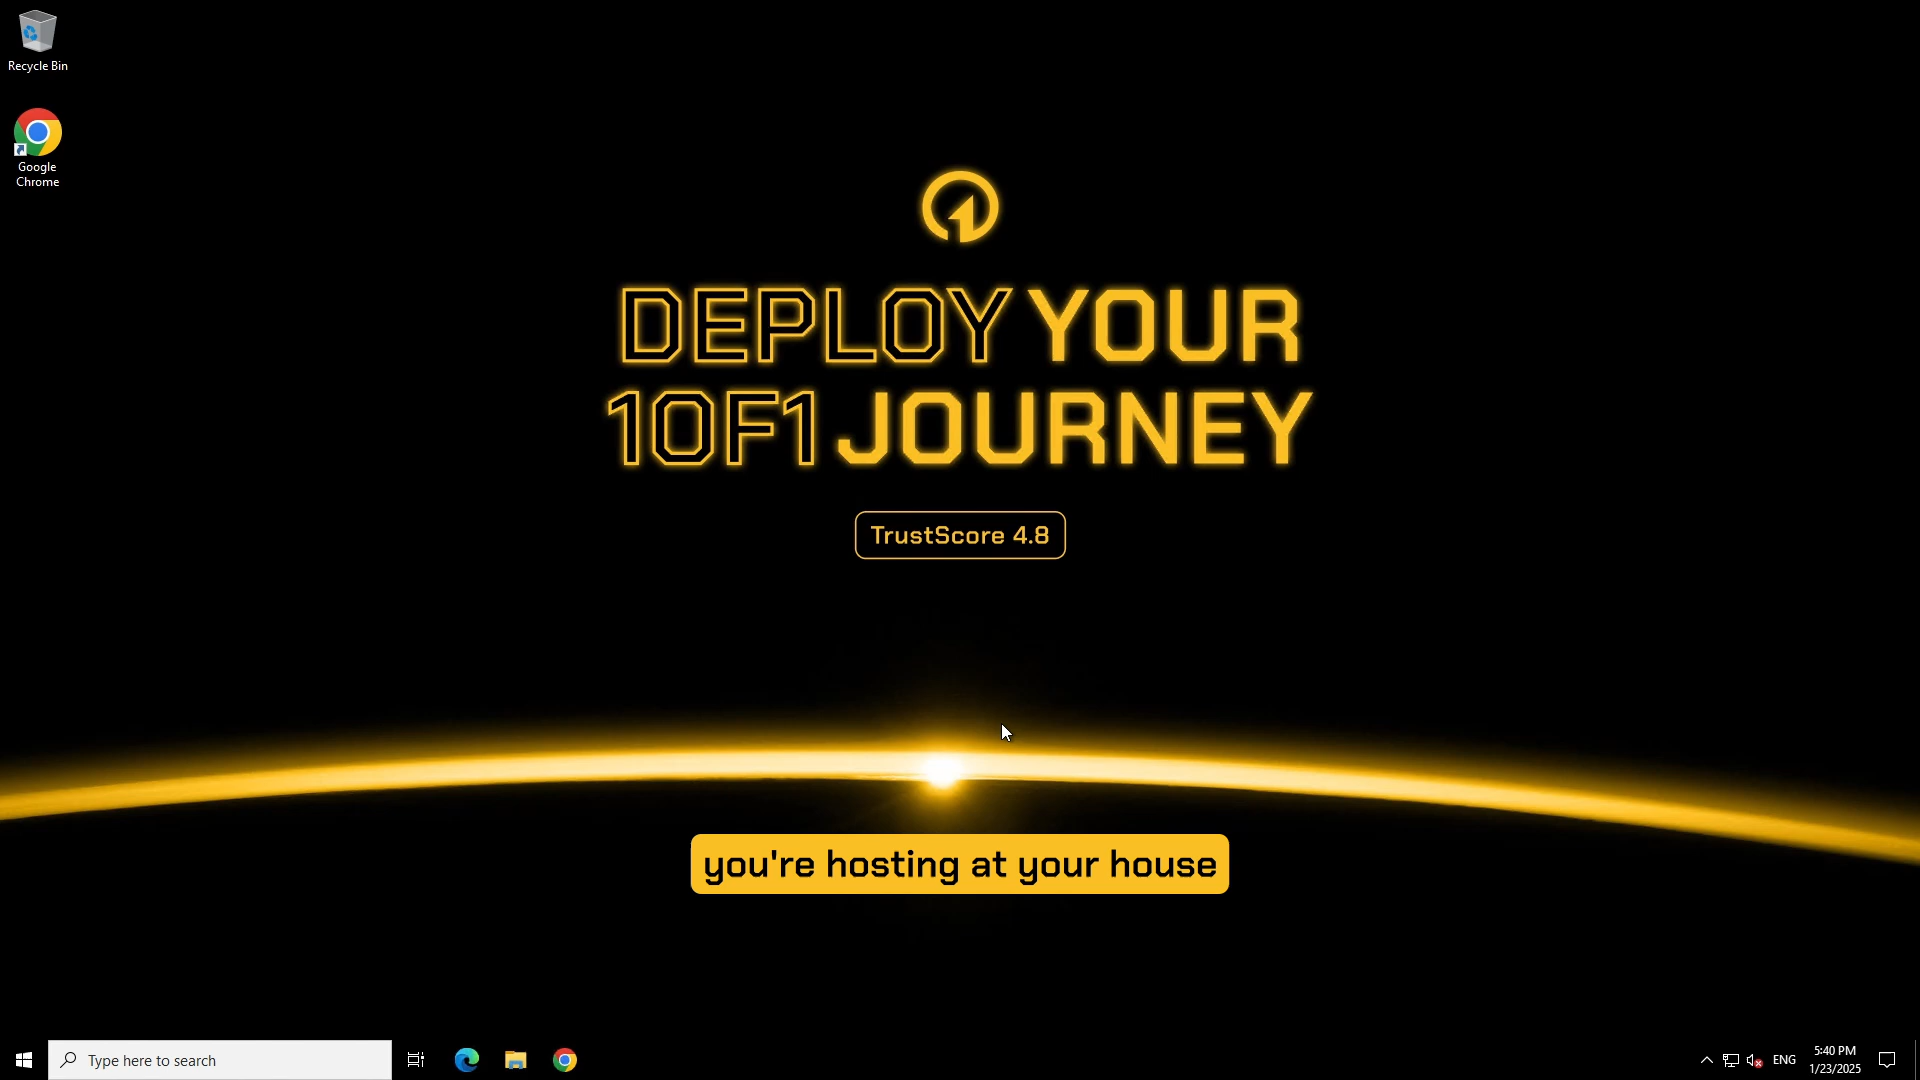 Recycle Bin
Google
Chrome
DEPLOY YOUR
1OF1 JOURNEY
TrustScore 4.8
you're hosting at your house
Type here to search
ENG
5:40 PM
1/23/2025